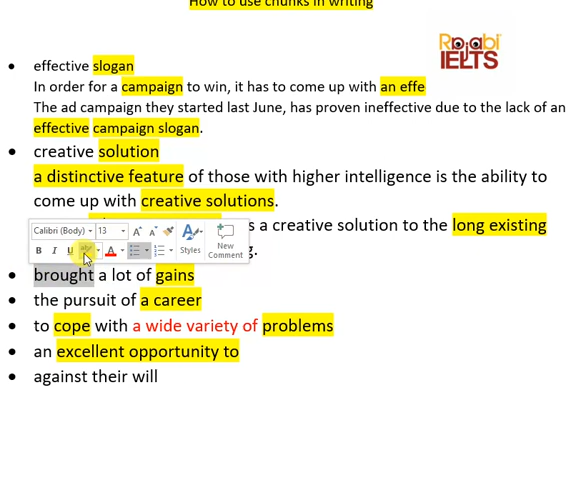 How to use chunks in writing
Rajabi
IELTS
effective slogan
In order for a campaign to win, it has to come up with an effe
The ad campaign they started last June, has proven ineffective due to the lack of an
effective campaign slogan.
creative solution
a distinctive feature of those with higher intelligence is the ability to
come up with creative solutions.
s a creative solution to the long existing
g.
Calibri (Body) 13 A A Styles New Comment
B I U ab A
brought a lot of gains
the pursuit of a career
to cope with a wide variety of problems
an excellent opportunity to
against their will